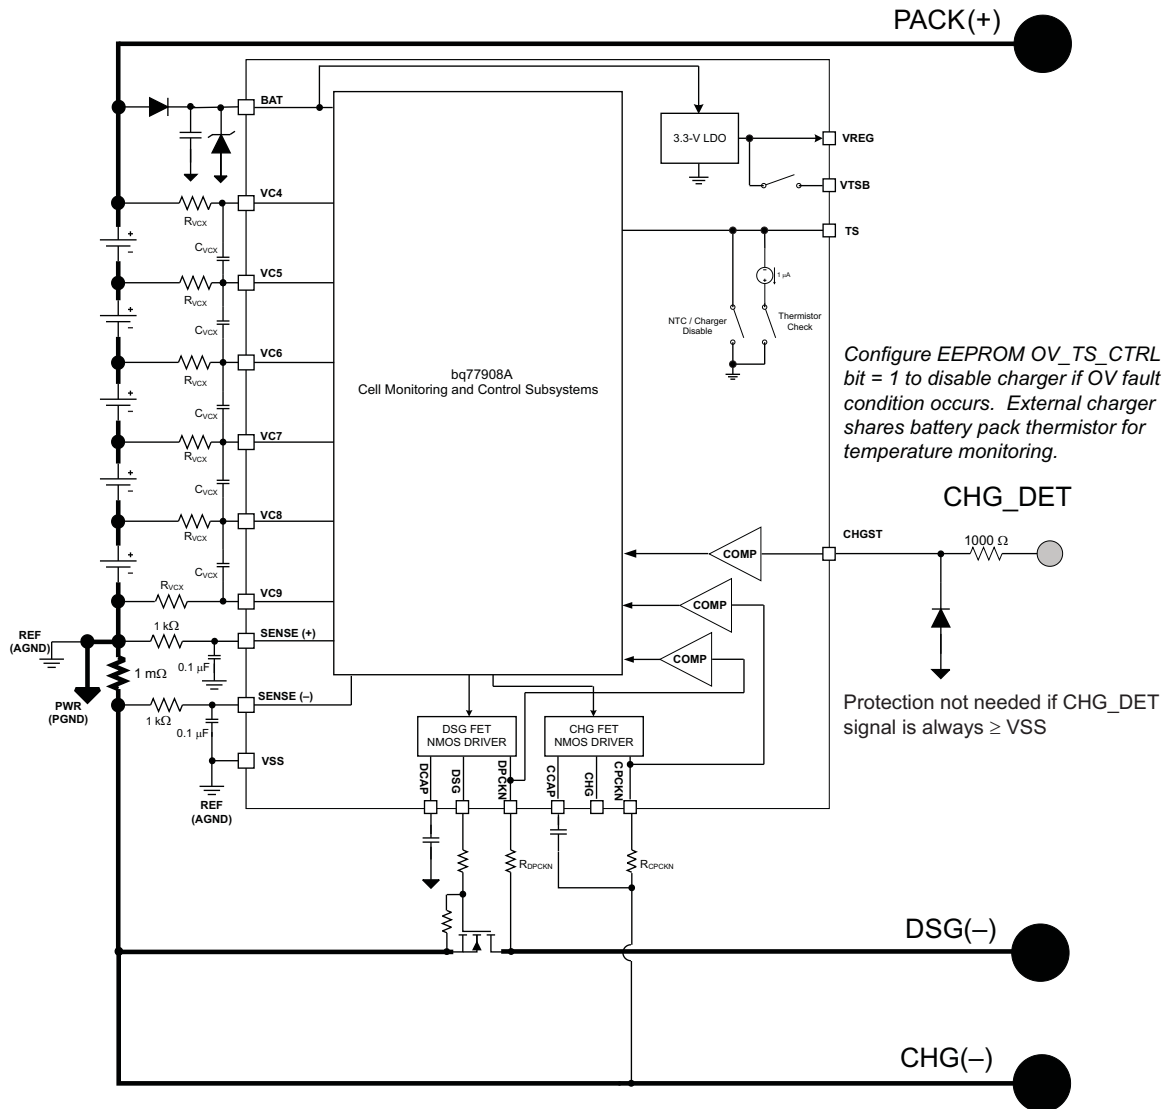 PACK(+)
BAT
3.3-V LDO
VREG
VTSB
VC4
RVCX
TS
CVCX
+
–
1 µA
VC5
RVCX
+
–
NTC / Charger
Disable
Thermistor
Check
CVCX
+
–
Configure EEPROM OV_TS_CTRL
bit = 1 to disable charger if OV fault
condition occurs. External charger
shares battery pack thermistor for
temperature monitoring.
VC6
RVCX
bq77908A
Cell Monitoring and Control Subsystems
CVCX
+
–
VC7
RVCX
CVCX
+
–
CHG_DET
VC8
RVCX
CHGST
1000 Ω
COMP
CVCX
+
–
RVCX
VC9
COMP
1 kΩ
SENSE (+)
REF
(AGND)
0.1 µF
COMP
1 mΩ
PWR
(PGND)
SENSE (–)
1 kΩ
0.1 µF
Protection not needed if CHG_DET
signal is always ≥ VSS
DSG FET
NMOS DRIVER
CHG FET
NMOS DRIVER
VSS
DCAP
DSG
DPCKN
CCAP
CHG
CPCKN
REF
(AGND)
RDPCKN
RCPCKN
DSG(–)
CHG(–)